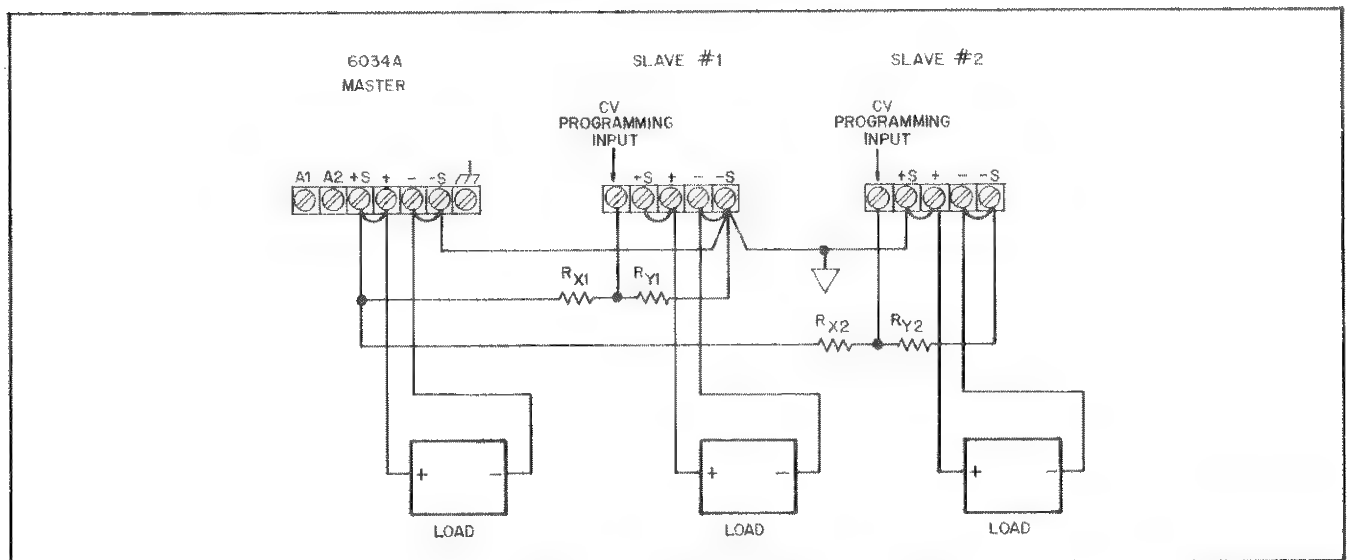 6034A
MASTER
SLAVE #1
SLAVE #2
CV
PROGRAMMING
INPUT
CV
PROGRAMMING
INPUT
A1 A2 +S + - -S
+S + - -S
+S + - -S
RX1 RY1
RX2 RY2
+ -
LOAD
+ -
LOAD
+ -
LOAD